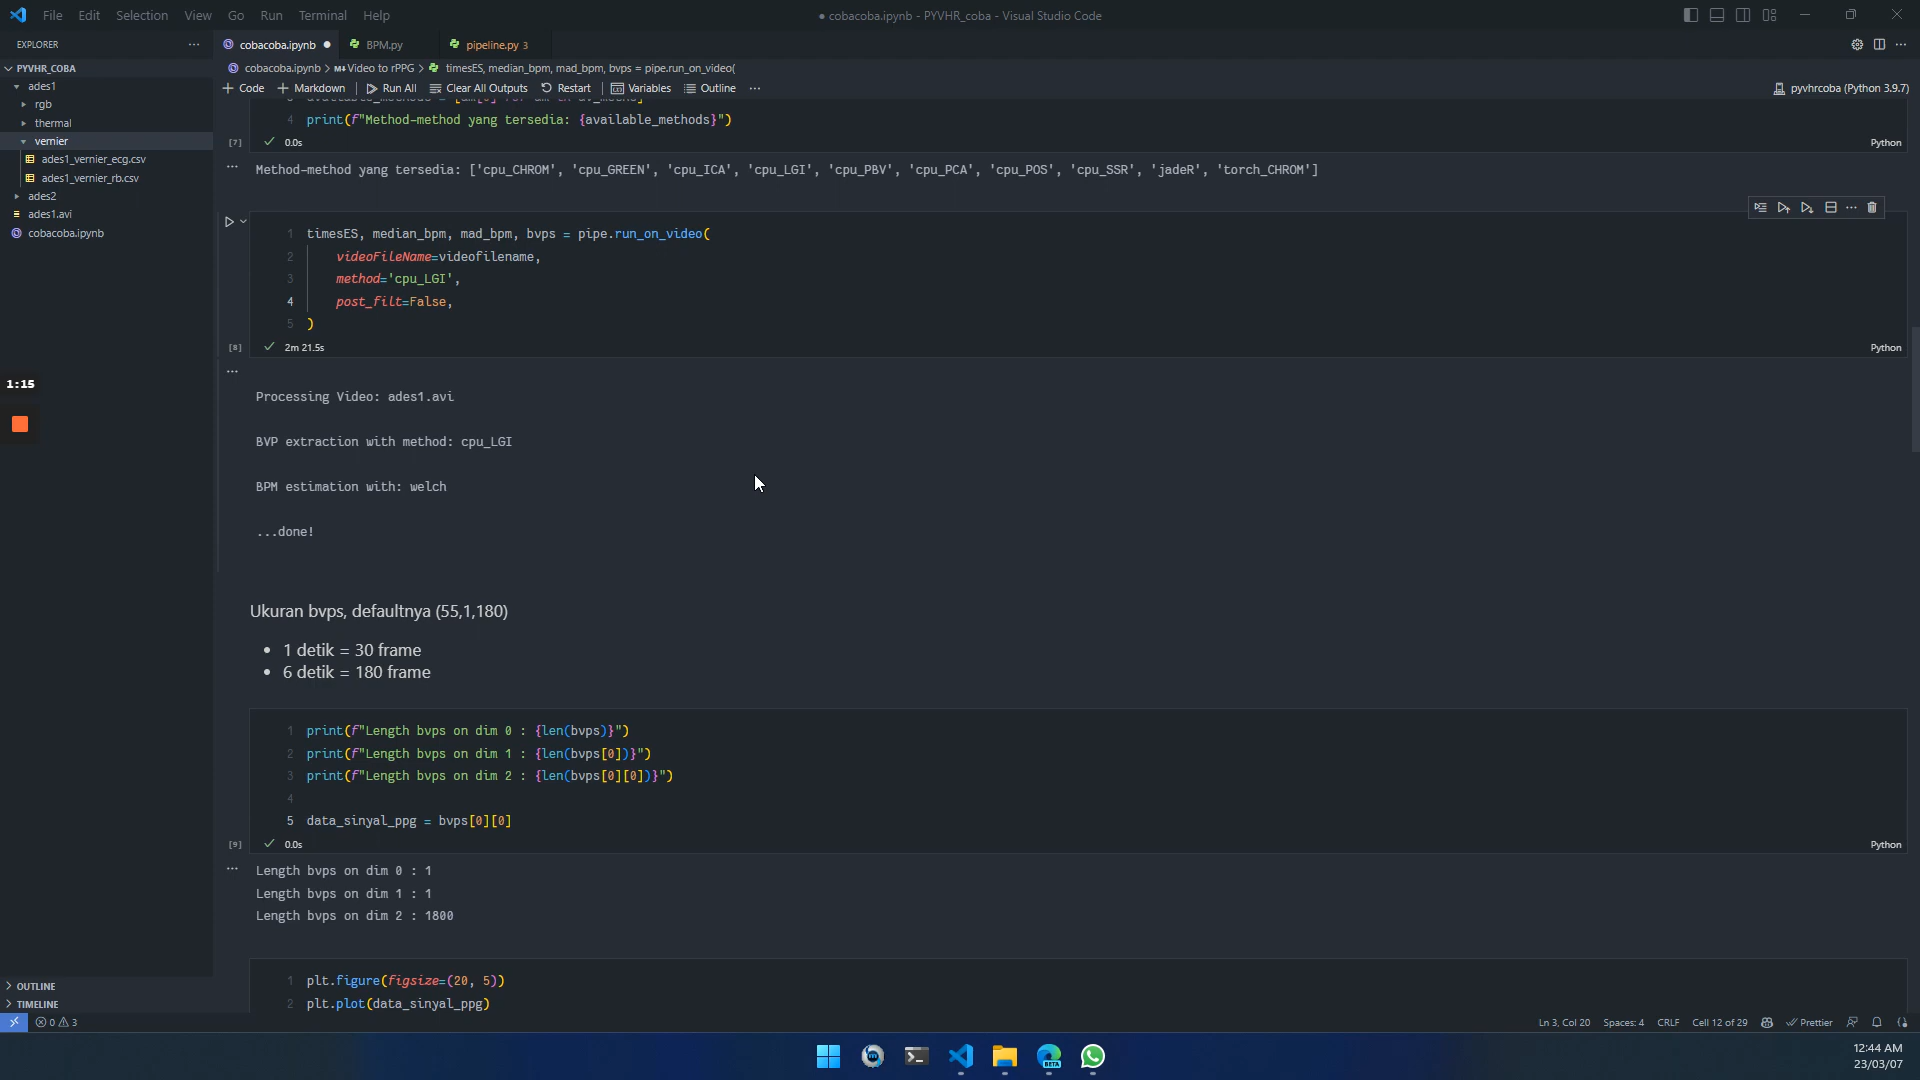 File Edit Selection View Go Run Terminal Help
● cobacoba.ipynb - PYVHR_coba - Visual Studio Code
EXPLORER
cobacoba.ipynb
BPM.py
pipeline.py 3
PYVHR_COBA
cobacoba.ipynb > M↓Video to rPPG > timesES, median_bpm, mad_bpm, bvps = pipe.run_on_video(
ades1
+ Code + Markdown Run All Clear All Outputs Restart Variables Outline ...
pyvhrcoba (Python 3.9.7)
rgb
thermal
vernier
ades1_vernier_ecg.csv
ades1_vernier_rb.csv
ades2
ades1.avi
cobacoba.ipynb
4 print(f"Method-method yang tersedia: {available_methods}")
[7] 0.0s Python
Method-method yang tersedia: ['cpu_CHROM', 'cpu_GREEN', 'cpu_ICA', 'cpu_LGI', 'cpu_PBV', 'cpu_PCA', 'cpu_POS', 'cpu_SSR', 'jadeR', 'torch_CHROM']
1 timesES, median_bpm, mad_bpm, bvps = pipe.run_on_video(
2 videoFileName=videofilename,
3 method='cpu_LGI',
4 post_filt=False,
5 )
[8] 2m 21.5s Python
1:15
Processing Video: ades1.avi
BVP extraction with method: cpu_LGI
BPM estimation with: welch
...done!
Ukuran bvps, defaultnya (55,1,180)
• 1 detik = 30 frame
• 6 detik = 180 frame
1 print(f"Length bvps on dim 0 : {len(bvps)}")
2 print(f"Length bvps on dim 1 : {len(bvps[0])}")
3 print(f"Length bvps on dim 2 : {len(bvps[0][0])}")
4
5 data_sinyal_ppg = bvps[0][0]
[9] 0.0s Python
Length bvps on dim 0 : 1
Length bvps on dim 1 : 1
Length bvps on dim 2 : 1800
1 plt.figure(figsize=(20, 5))
2 plt.plot(data_sinyal_ppg)
OUTLINE
TIMELINE
0 3
Ln 3, Col 20 Spaces: 4 CRLF Cell 12 of 29 Prettier
BETA
12:44 AM
23/03/07